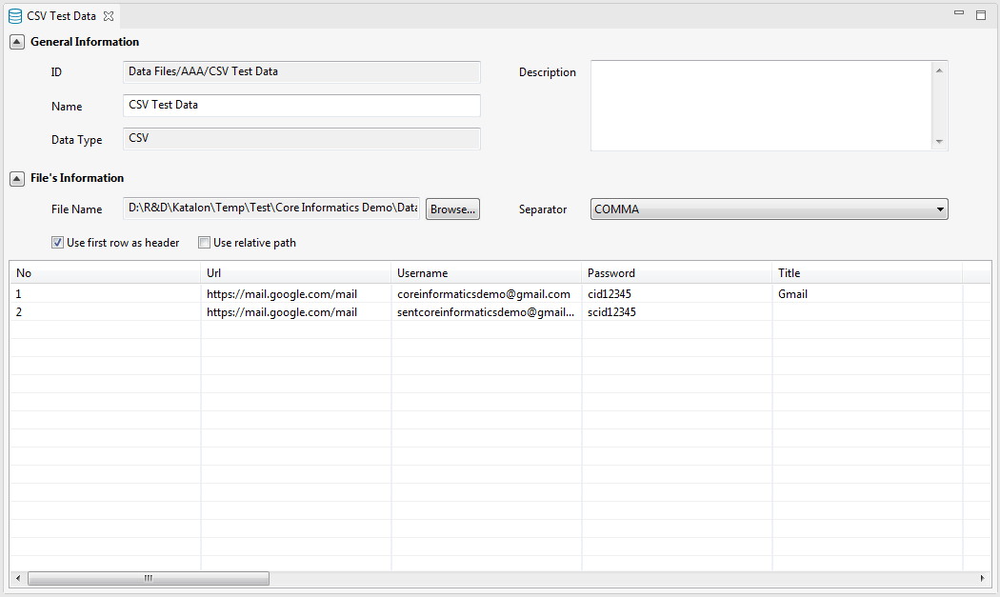 CSV Test Data
General Information
ID Data Files/AAA/CSV Test Data Description
Name CSV Test Data
Data Type CSV
File's Information
File Name D:\R&D\Katalon\Temp\Test\Core Informatics Demo\Data Browse... Separator COMMA
Use first row as header Use relative path
No Url Username Password Title
1 https://mail.google.com/mail coreinformaticsdemo@gmail.com cid12345 Gmail
2 https://mail.google.com/mail sentcoreinformaticsdemo@gmail... scid12345